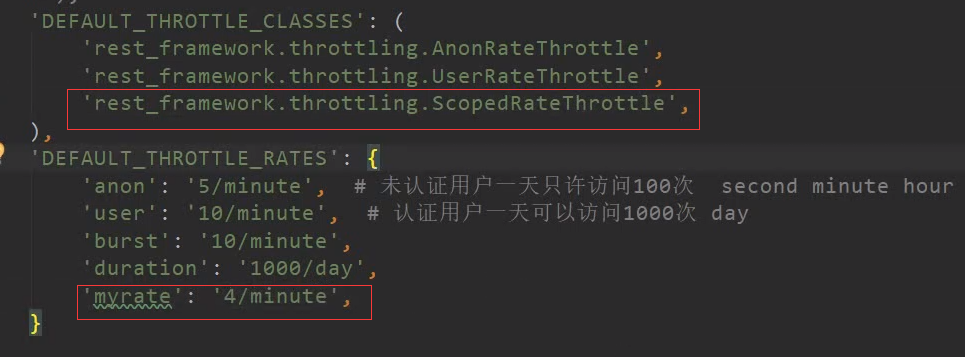 'DEFAULT_THROTTLE_CLASSES': (
'rest_framework.throttling.AnonRateThrottle',
'rest_framework.throttling.UserRateThrottle',
'rest_framework.throttling.ScopedRateThrottle',
),
'DEFAULT_THROTTLE_RATES': {
'anon': '5/minute', # 未认证用户一天只许访问100次 second minute hour
'user': '10/minute', # 认证用户一天可以访问1000次 day
'burst': '10/minute',
'duration': '1000/day',
'myrate': '4/minute',
}